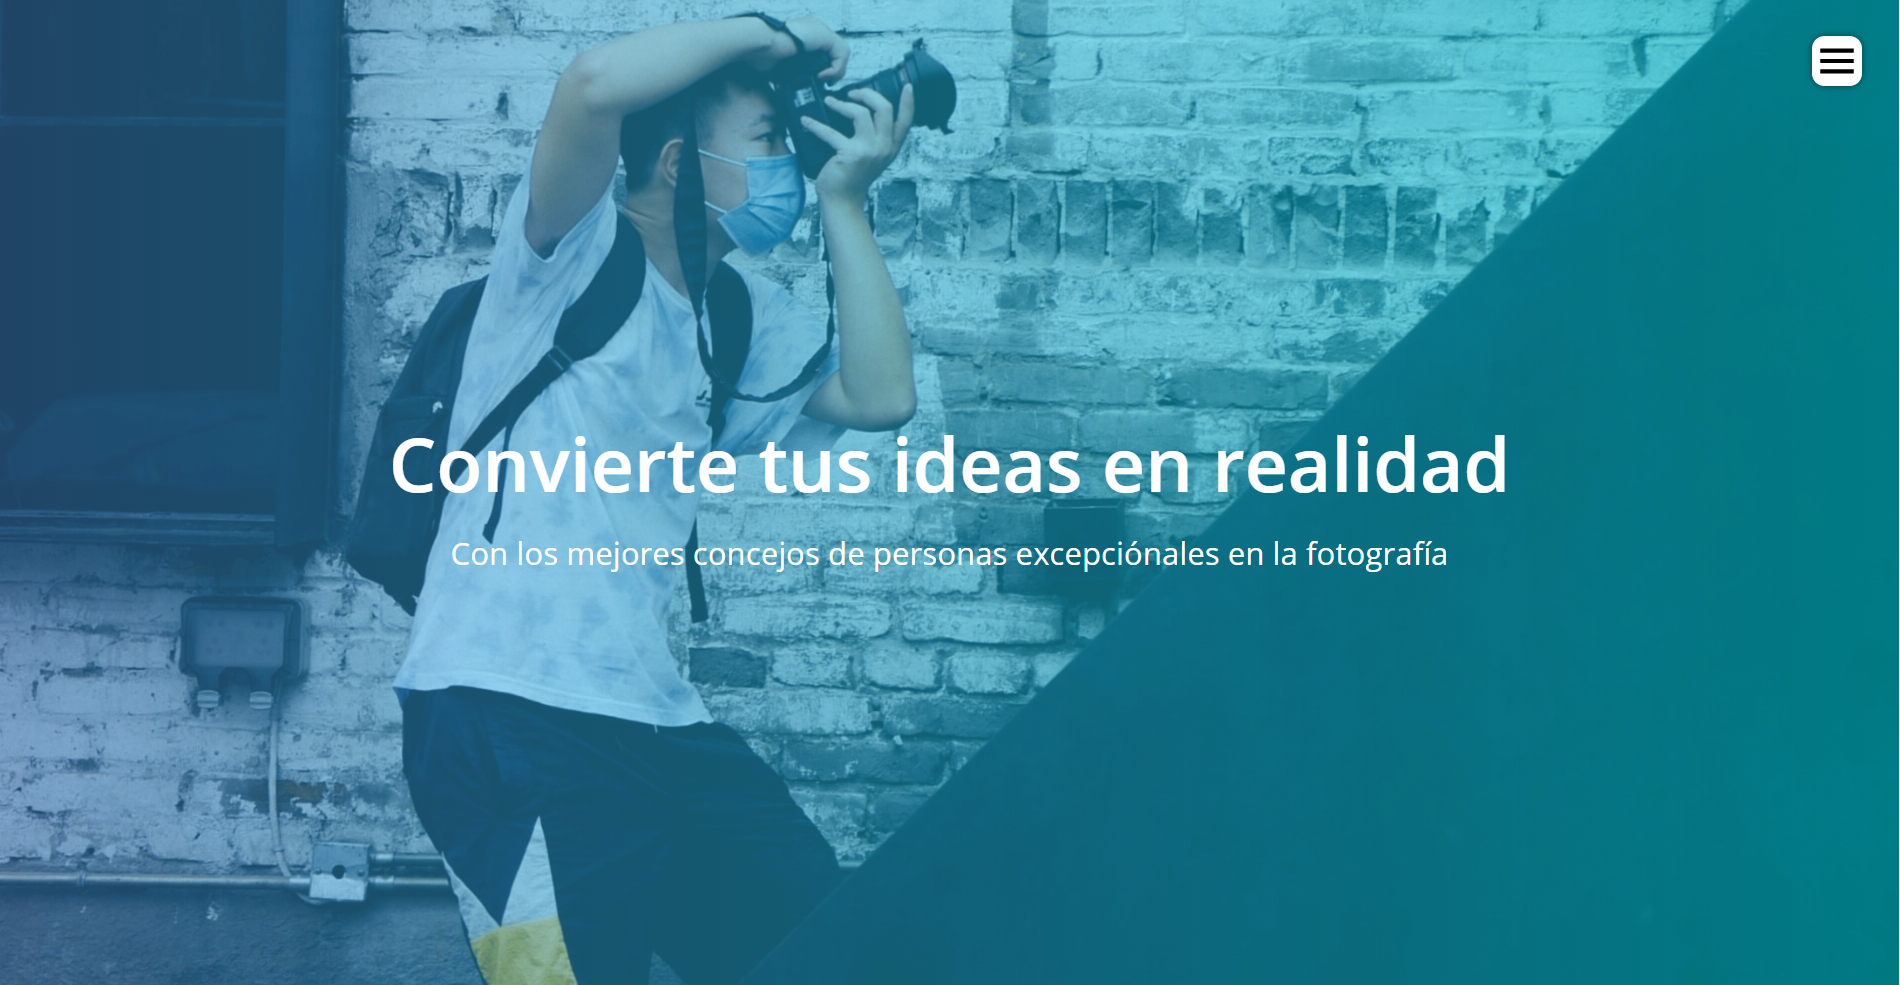 Convierte tus ideas en realidad
Con los mejores concejos de personas excepciónales en la fotografía